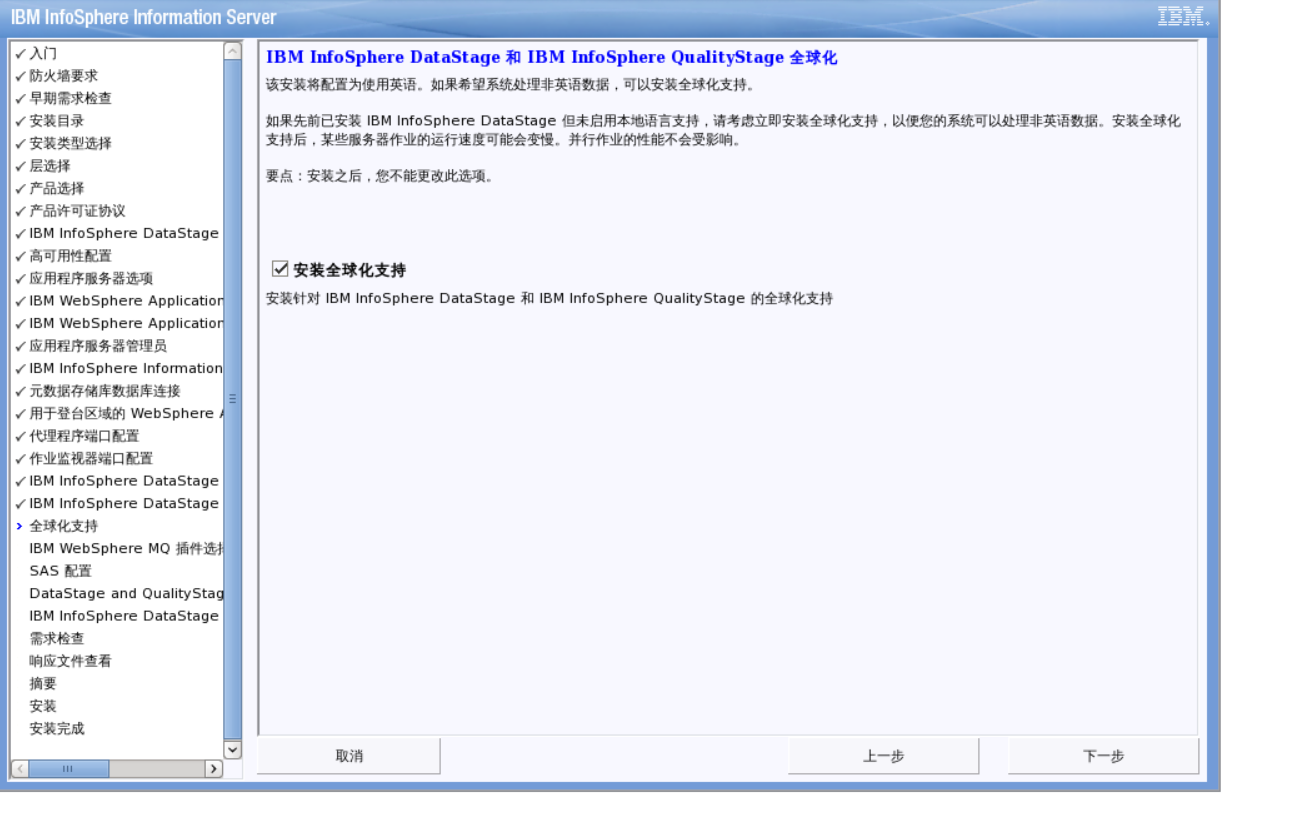 IBM InfoSphere Information Server
IBM.
入门
防火墙要求
早期需求检查
安装目录
安装类型选择
层选择
产品选择
产品许可证协议
IBM InfoSphere DataStage
高可用性配置
应用程序服务器选项
IBM WebSphere Application
IBM WebSphere Application
应用程序服务器管理员
IBM InfoSphere Information
元数据存储库数据库连接
用于登台区域的 WebSphere A
代理程序端口配置
作业监视器端口配置
IBM InfoSphere DataStage
IBM InfoSphere DataStage
全球化支持
IBM WebSphere MQ 插件选择
SAS 配置
DataStage and QualityStag
IBM InfoSphere DataStage
需求检查
响应文件查看
摘要
安装
安装完成
IBM InfoSphere DataStage 和 IBM InfoSphere QualityStage 全球化
该安装将配置为使用英语。如果希望系统处理非英语数据，可以安装全球化支持。
如果先前已安装 IBM InfoSphere DataStage 但未启用本地语言支持，请考虑立即安装全球化支持，以便您的系统可以处理非英语数据。安装全球化
支持后，某些服务器作业的运行速度可能会变慢。并行作业的性能不会受影响。
要点：安装之后，您不能更改此选项。
安装全球化支持
安装针对 IBM InfoSphere DataStage 和 IBM InfoSphere QualityStage 的全球化支持
取消
上一步
下一步